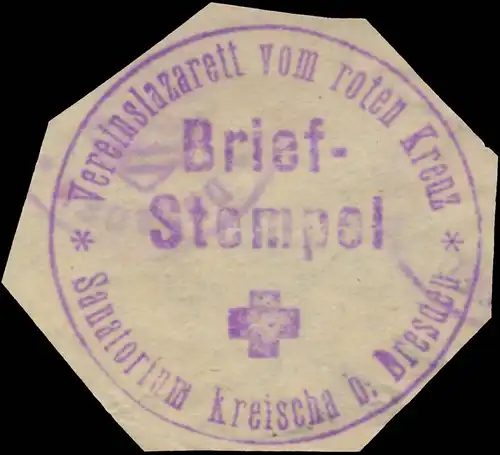 * Vereinslazarett vom roten Kreuz *
Brief-
Stempel
Sanatorium Kreischa b. Dresden